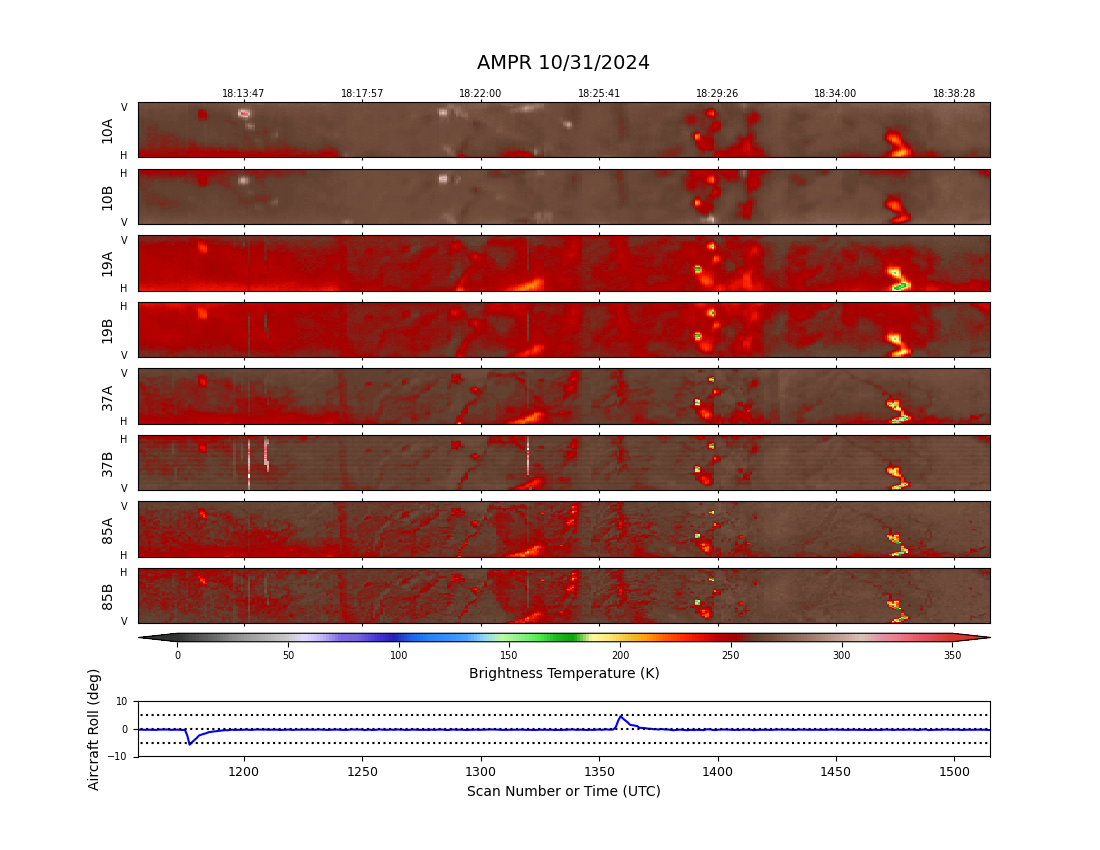 AMPR 10/31/2024
18:13:47 18:17:57 18:22:00 18:25:41 18:29:26 18:34:00 18:38:28
V
10A
H
H
10B
V
V
19A
H
H
19B
V
V
37A
H
H
37B
V
V
85A
H
H
85B
V
0 50 100 150 200 250 300 350
Brightness Temperature (K)
Aircraft Roll (deg)
10
0
−10
1200 1250 1300 1350 1400 1450 1500
Scan Number or Time (UTC)